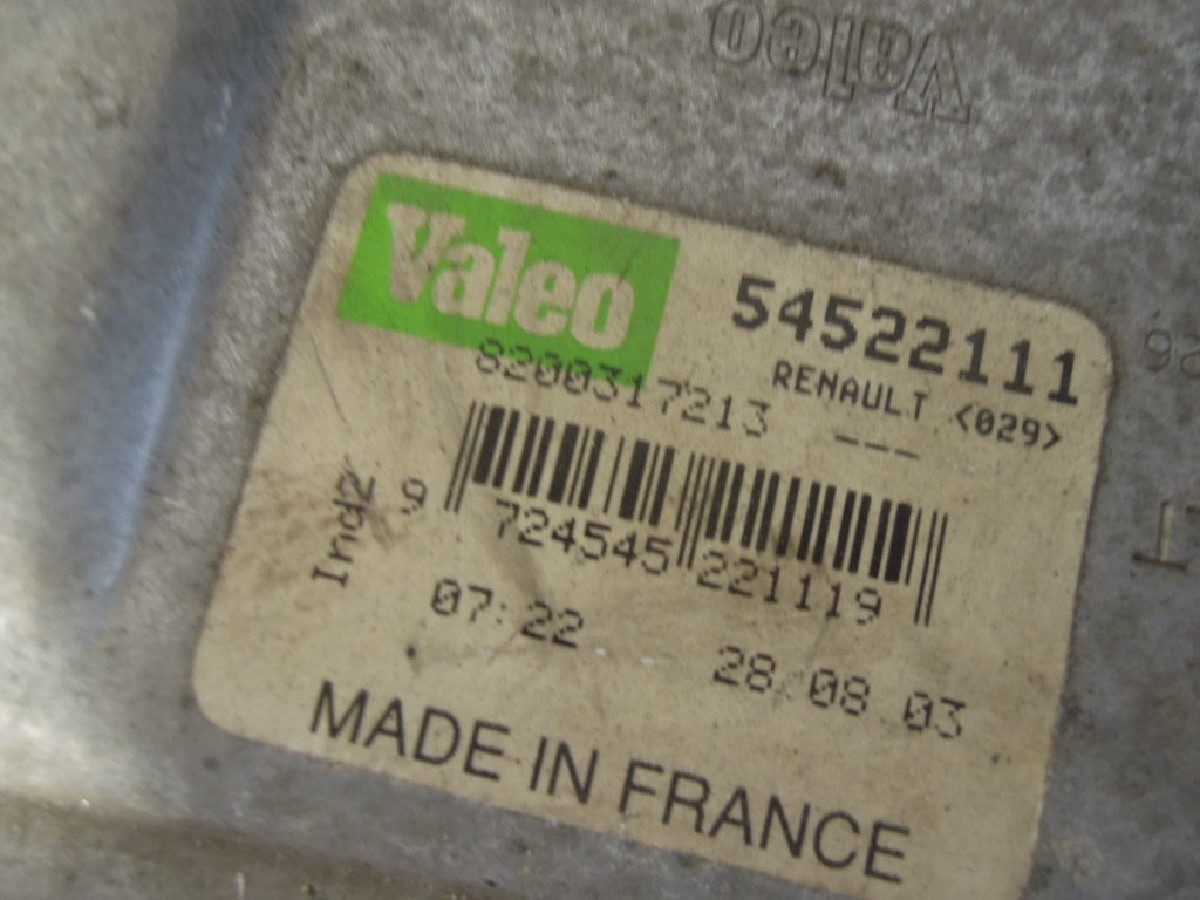 Valeo
Valeo
54522111
8200317213
RENAULT <029>
---
Ind2
9 724545 221119
07:22
28/08 03
MADE IN FRANCE